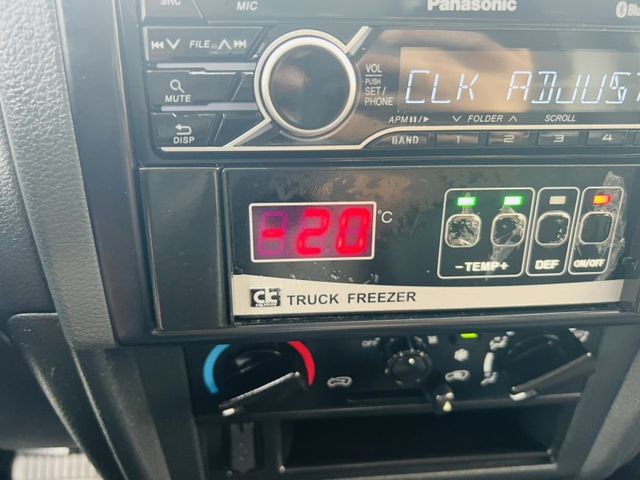 SRC
MIC
Panasonic
FILE
VOL
PUSH
SET/
PHONE
MUTE
DISP
CLK ADJUST
APM
FOLDER
SCROLL
BAND 1 2 3 4
-20 °C
-TEMP+
DEF
ON/OFF
TRUCK FREEZER